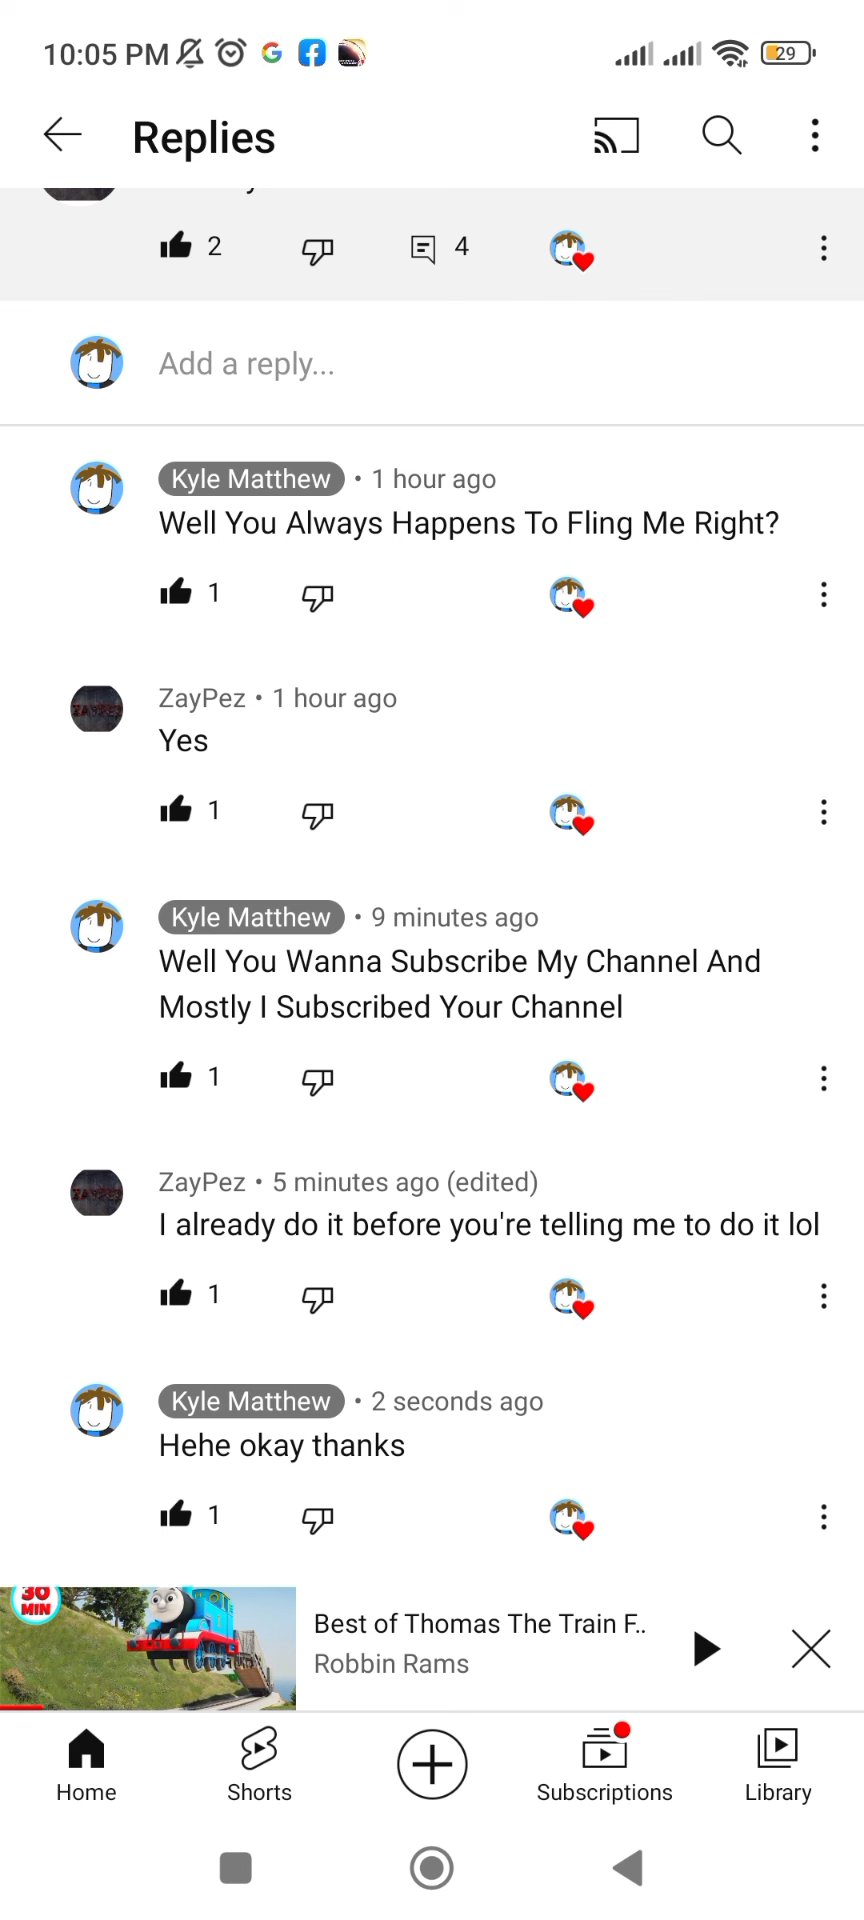 10:05 PM
29
Replies
2
4
Add a reply...
Kyle Matthew • 1 hour ago
Well You Always Happens To Fling Me Right?
1
ZayPez • 1 hour ago
Yes
1
Kyle Matthew • 9 minutes ago
Well You Wanna Subscribe My Channel And
Mostly I Subscribed Your Channel
1
ZayPez • 5 minutes ago (edited)
I already do it before you're telling me to do it lol
1
Kyle Matthew • 2 seconds ago
Hehe okay thanks
1
30
MIN
Best of Thomas The Train F..
Robbin Rams
Home
Shorts
Subscriptions
Library